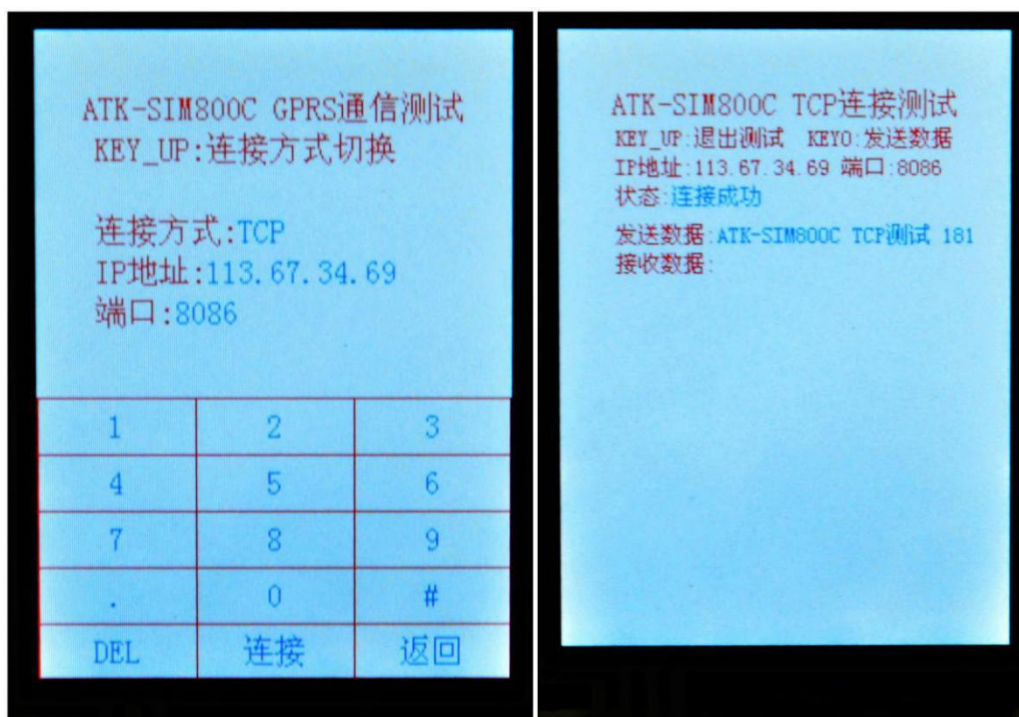 ATK-SIM800C GPRS通信测试
KEY_UP:连接方式切换
连接方式:TCP
IP地址:113.67.34.69
端口:8086
1 2 3
4 5 6
7 8 9
. 0 #
DEL 连接 返回
ATK-SIM800C TCP连接测试
KEY_UP:退出测试 KEY0:发送数据
IP地址:113.67.34.69 端口:8086
状态:连接成功
发送数据:ATK-SIM800C TCP测试 181
接收数据: